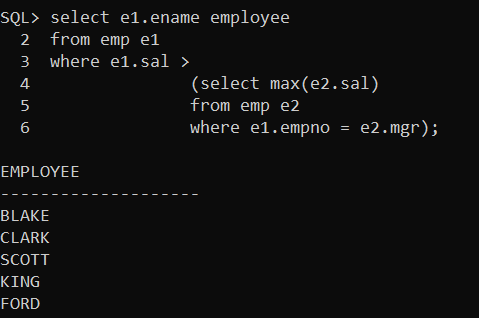 SQL> select e1.ename employee
2 from emp e1
3 where e1.sal >
4 (select max(e2.sal)
5 from emp e2
6 where e1.empno = e2.mgr);
EMPLOYEE
--------------------
BLAKE
CLARK
SCOTT
KING
FORD